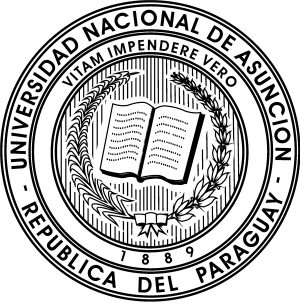 UNIVERSIDAD NACIONAL DE ASUNCION
VITAM IMPENDERE VERO
1889
- REPUBLICA DEL PARAGUAY -